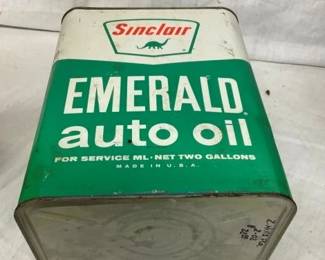 Sinclair
EMERALD
auto oil
FOR SERVICE ML • NET TWO GALLONS
MADE IN U.S.A.